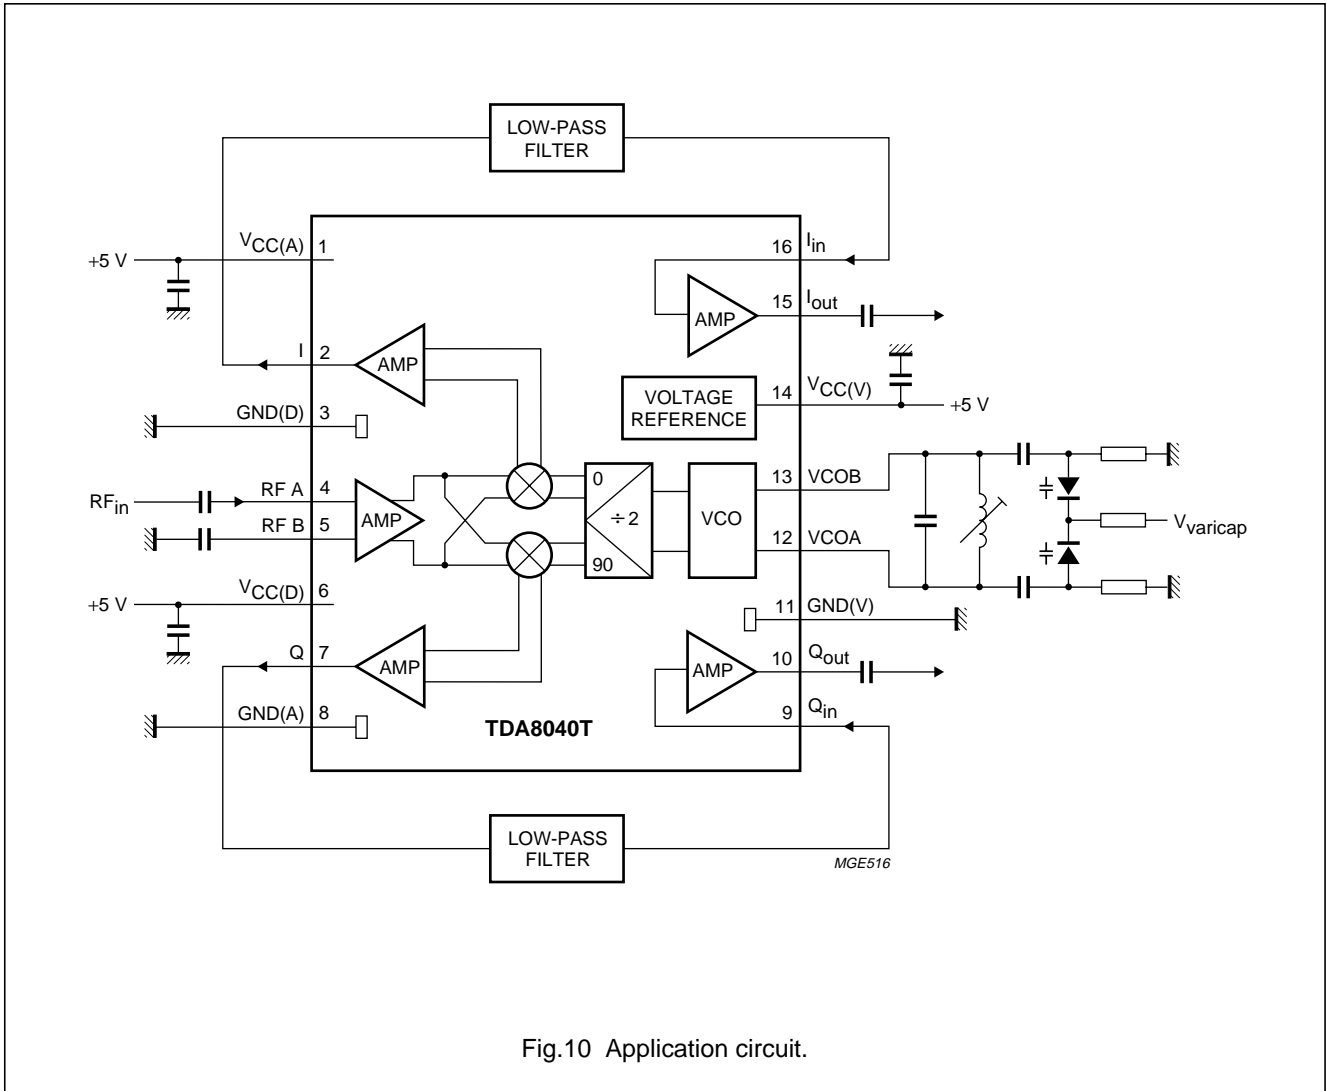 LOW-PASS
FILTER
VCC(A) 1
+5 V
I 2
AMP
GND(D) 3
RFin
RF A 4
RF B 5
AMP
VCC(D) 6
+5 V
Q 7
AMP
GND(A) 8
0
÷ 2
90
VCO
TDA8040T
16 Iin
AMP
15 Iout
VOLTAGE
REFERENCE
14 VCC(V)
+5 V
13 VCOB
12 VCOA
Vvaricap
11 GND(V)
AMP
10 Qout
9 Qin
LOW-PASS
FILTER
MGE516
Fig.10 Application circuit.